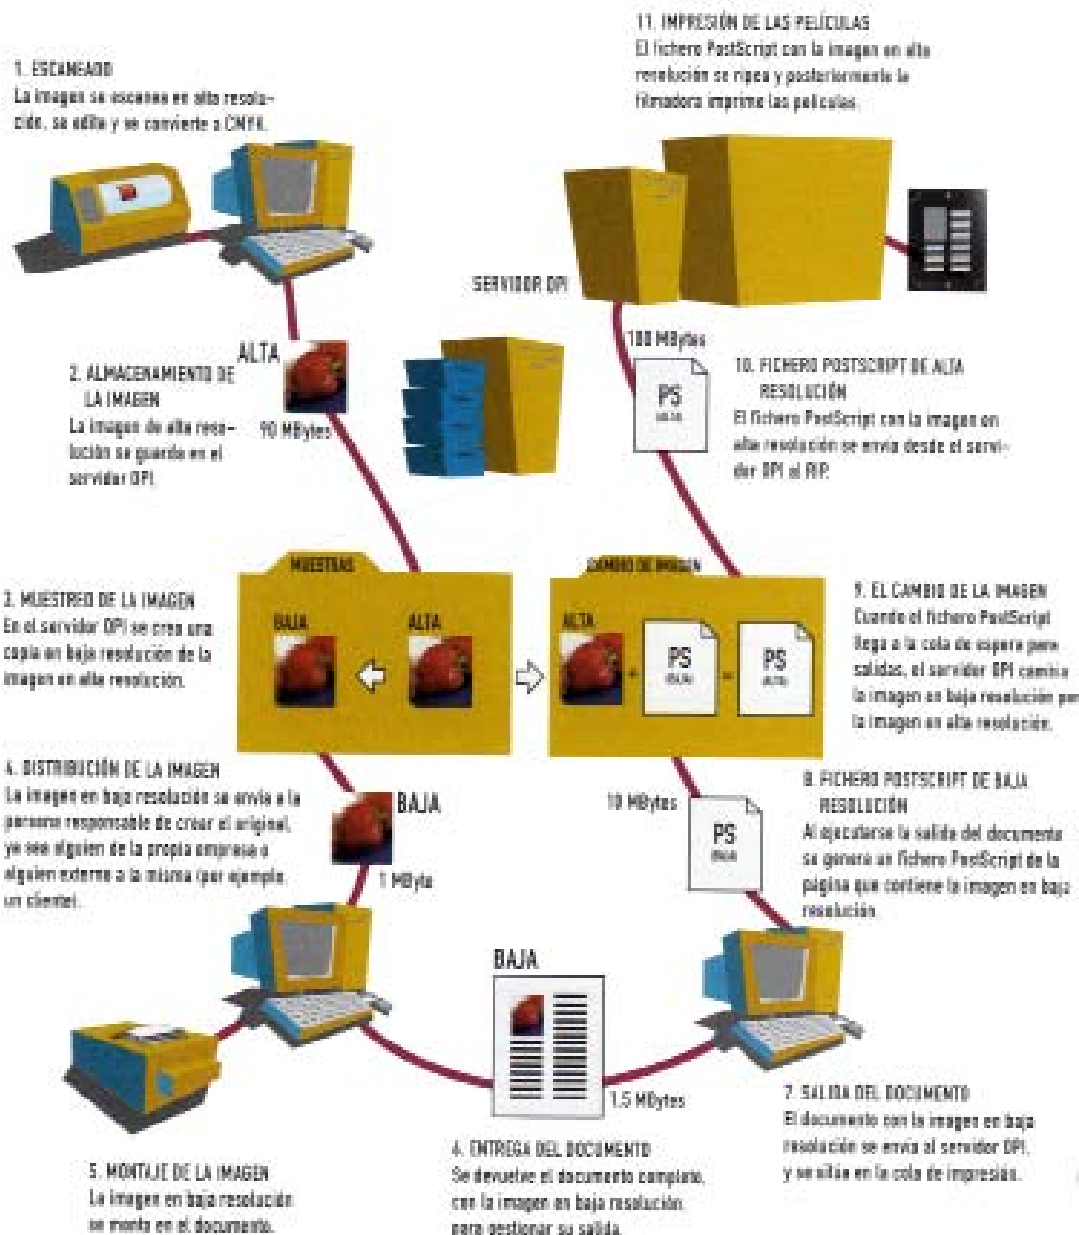 1. ESCANEADO
La imagen se escanea en alta resolu-
ción, se edita y se convierte a CMYK.
ALTA
90 MBytes
2. ALMACENAMIENTO DE
LA IMAGEN
La imagen de alta reso-
lución se guarda en el
servidor OPI.
SERVIDOR OPI
MUESTRAS
BAJA
ALTA
3. MUESTREO DE LA IMAGEN
En el servidor OPI se crea una
copia en baja resolución de la
imagen en alta resolución.
4. DISTRIBUCIÓN DE LA IMAGEN
La imagen en baja resolución se envía a la
persona responsable de crear el original,
ya sea alguien de la propia empresa o
alguien externo a la misma (por ejemplo,
un cliente).
BAJA
1 MByte
5. MONTAJE DE LA IMAGEN
La imagen en baja resolución
se monta en el documento.
BAJA
1.5 MBytes
6. ENTREGA DEL DOCUMENTO
Se devuelve el documento completo,
con la imagen en baja resolución,
para gestionar su salida.
7. SALIDA DEL DOCUMENTO
El documento con la imagen en baja
resolución se envía al servidor OPI,
y se sitúa en la cola de impresión.
10 MBytes
PS
BAJA
8. FICHERO POSTSCRIPT DE BAJA
RESOLUCIÓN
Al ejecutarse la salida del documento
se genera un fichero PostScript de la
página que contiene la imagen en baja
resolución.
CAMBIO DE IMAGEN
ALTA
+
PS
(BAJA)
=
PS
(ALTA)
9. EL CAMBIO DE LA IMAGEN
Cuando el fichero PostScript
llega a la cola de espera para
salidas, el servidor OPI cambia
la imagen en baja resolución por
la imagen en alta resolución.
100 MBytes
PS
(ALTA)
10. FICHERO POSTSCRIPT DE ALTA
RESOLUCIÓN
El fichero PostScript con la imagen en
alta resolución se envía desde el servi-
dor OPI al RIP.
11. IMPRESIÓN DE LAS PELÍCULAS
El fichero PostScript con la imagen en alta
resolución se ripea y posteriormente la
filmadora imprime las películas.